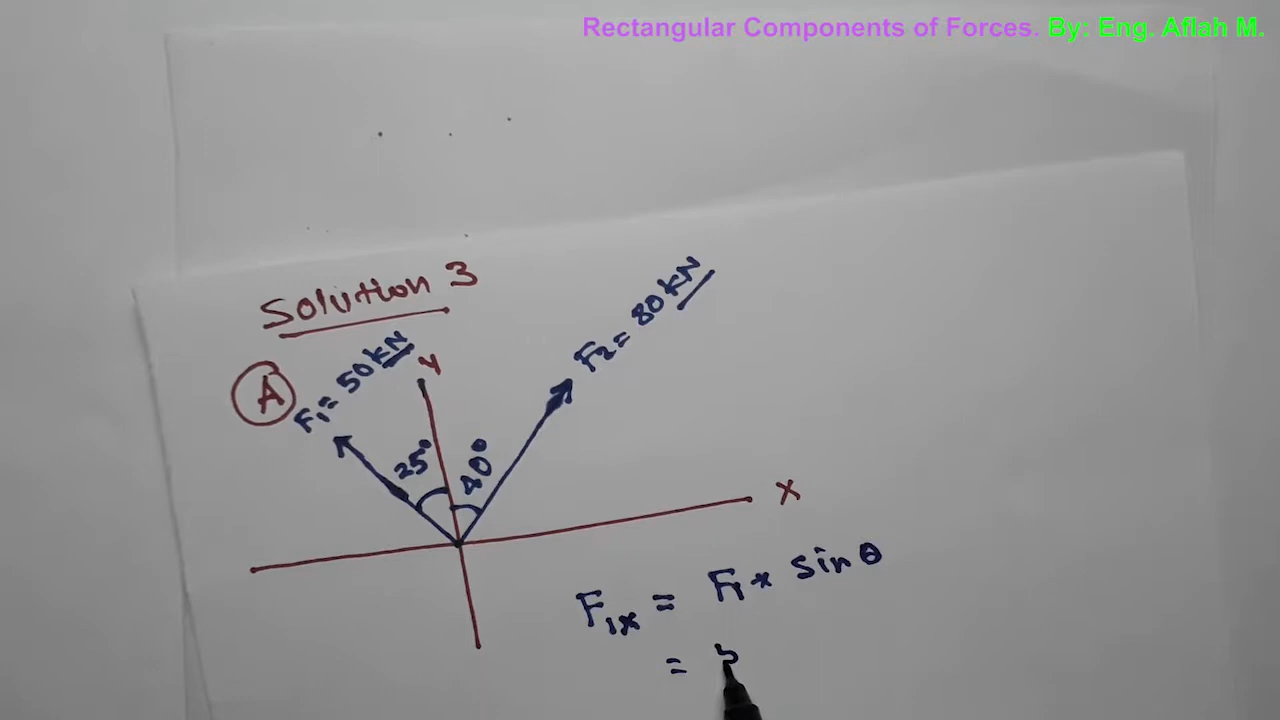 Rectangular Components of Forces. By: Eng. Aflah M.
Solution 3
A
F1 = 50 kN
Y
F2 = 80 kN
25°
40°
X
F1x = F1 * sin θ
= 5